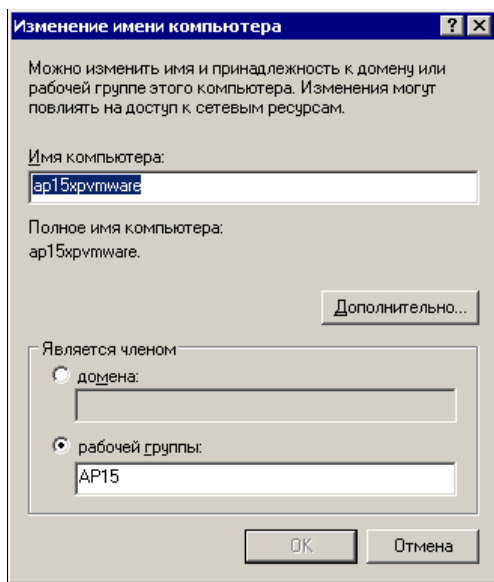 Изменение имени компьютера
Можно изменить имя и принадлежность к домену или
рабочей группе этого компьютера. Изменения могут
повлиять на доступ к сетевым ресурсам.
Имя компьютера:
ap15xpvmware
Полное имя компьютера:
ap15xpvmware.
Дополнительно...
Является членом
домена:
рабочей группы:
AP15
OK
Отмена